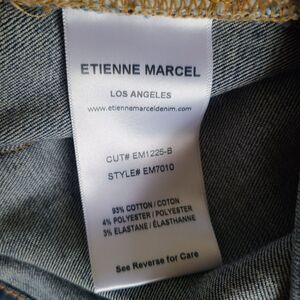 ETIENNE MARCEL
LOS ANGELES
www.etiennemarceldenim.com
CUT# EM1225-B
STYLE# EM7010
93% COTTON / COTON
4% POLYESTER / POLYESTER
3% ELASTANE / ÉLASTHANNE
See Reverse for Care